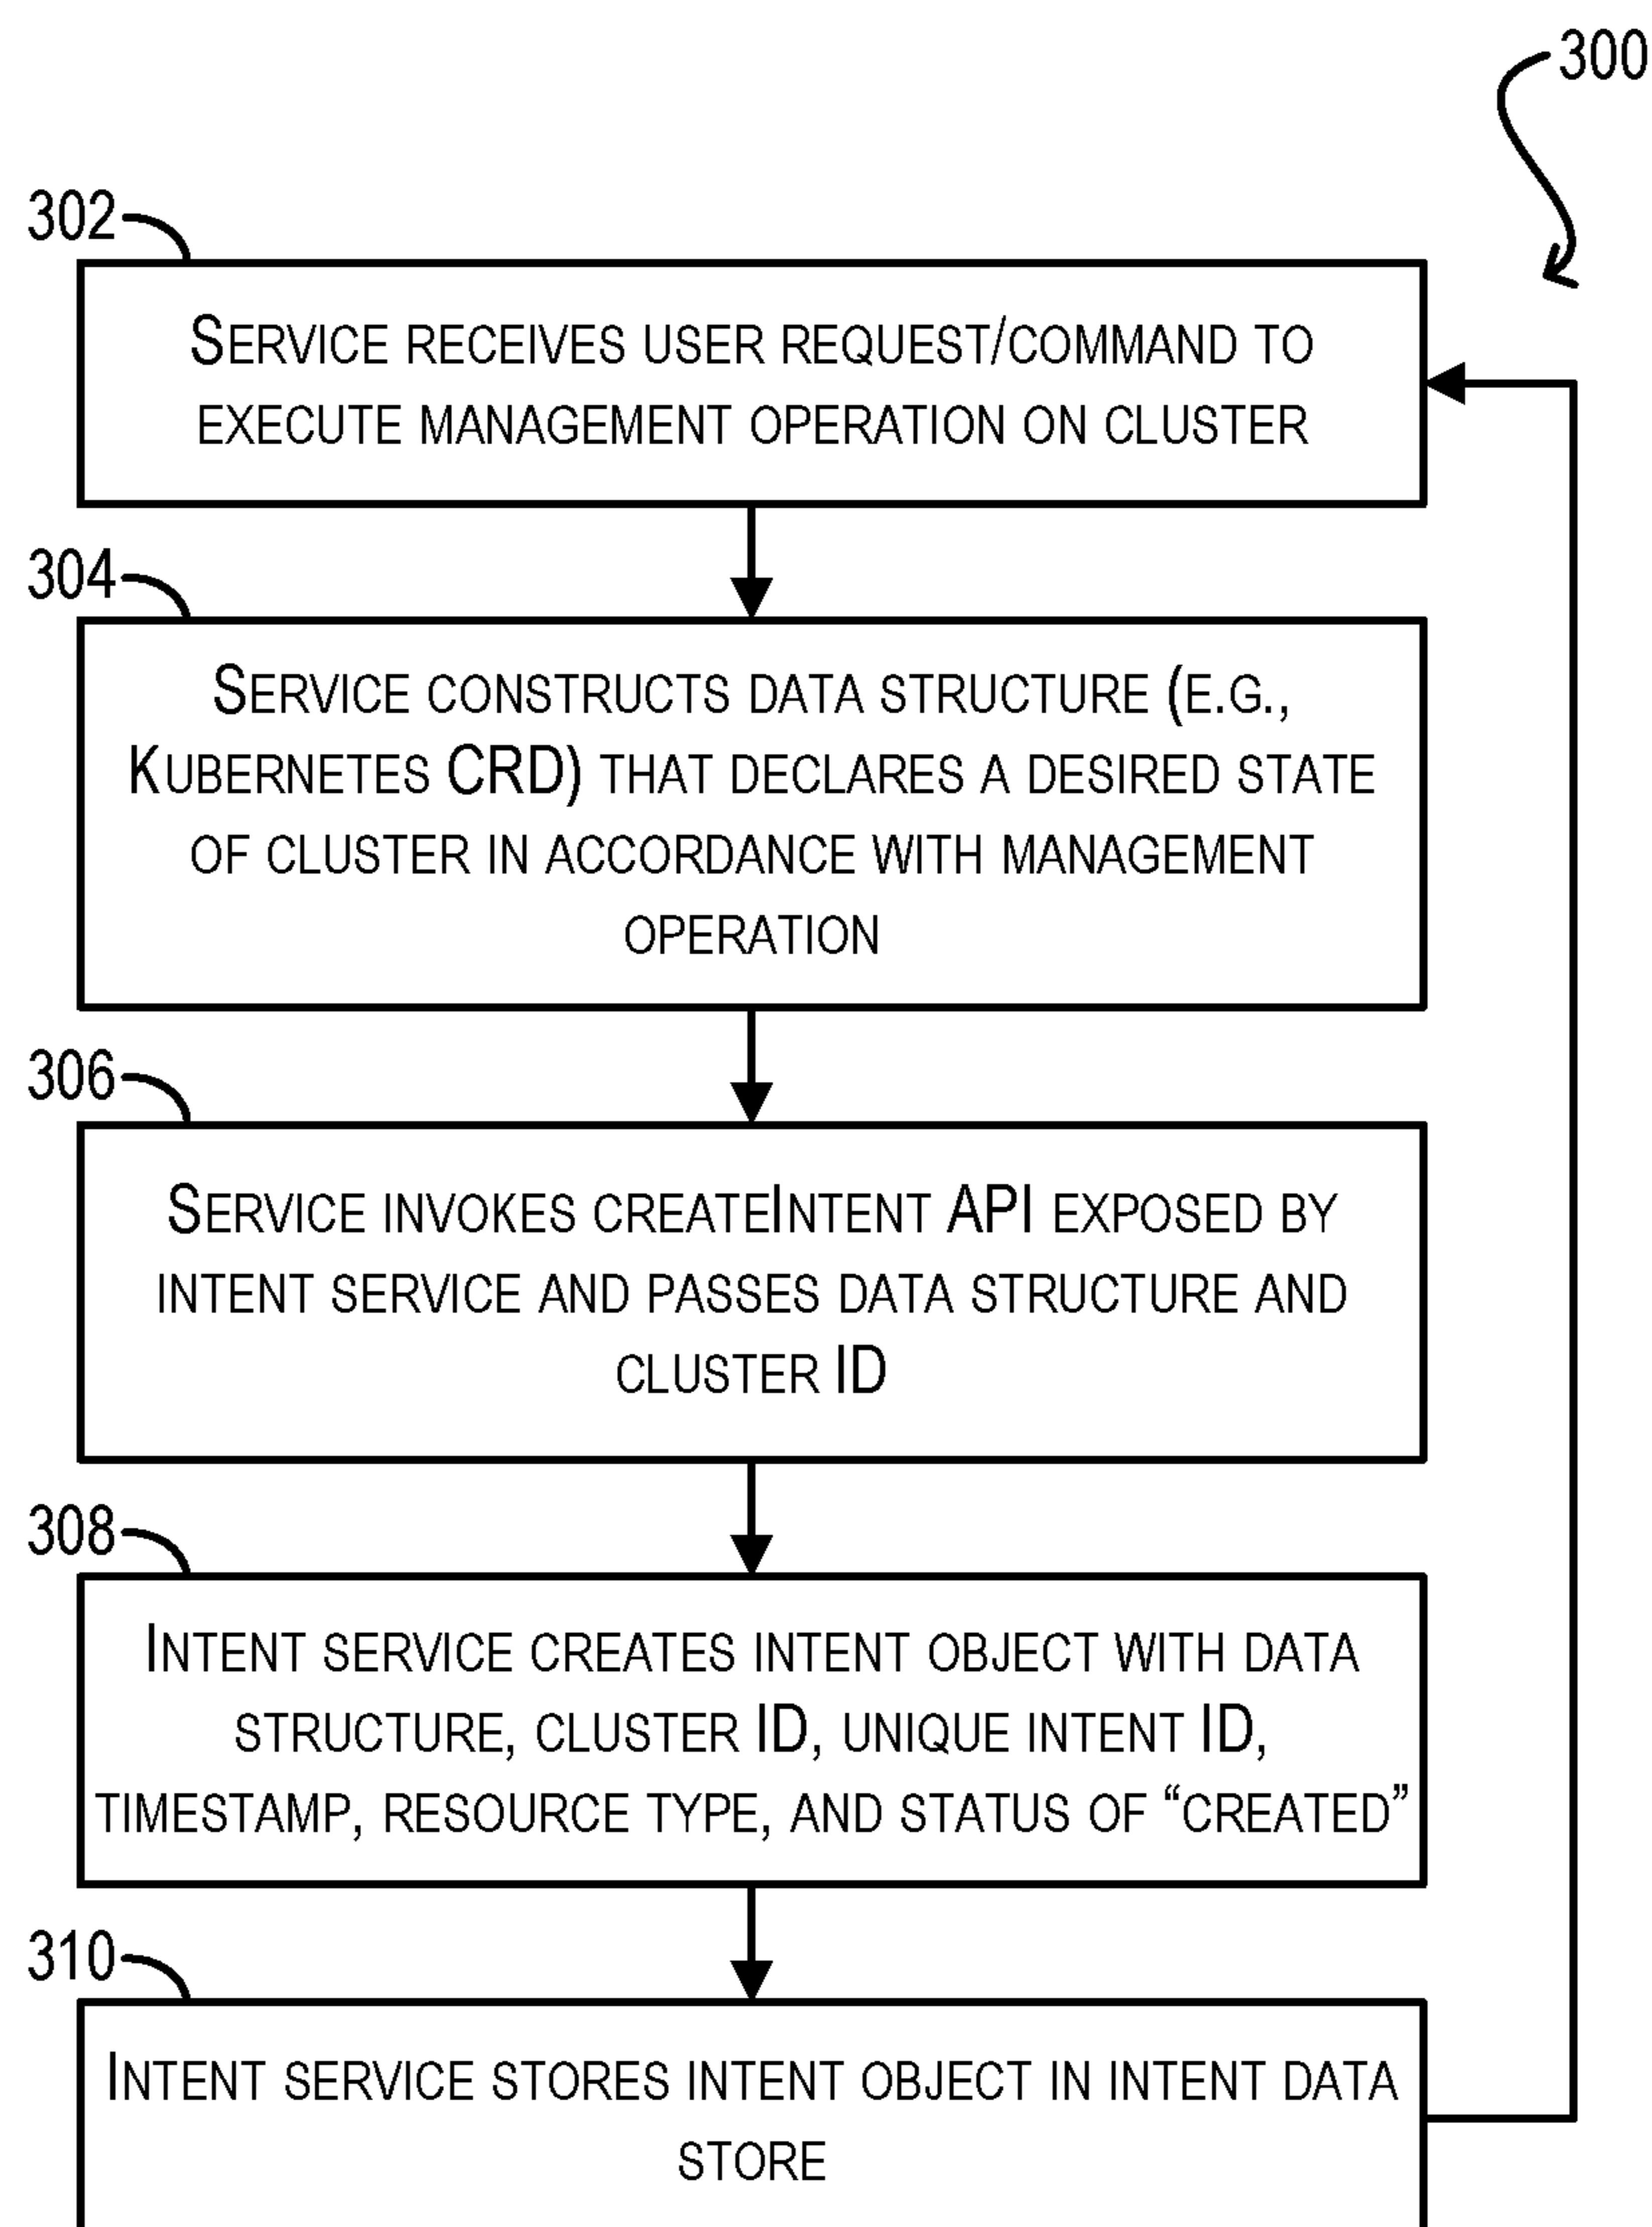 300
302
SERVICE RECEIVES USER REQUEST/COMMAND TO
EXECUTE MANAGEMENT OPERATION ON CLUSTER
304
SERVICE CONSTRUCTS DATA STRUCTURE (E.G.,
KUBERNETES CRD) THAT DECLARES A DESIRED STATE
OF CLUSTER IN ACCORDANCE WITH MANAGEMENT
OPERATION
306
SERVICE INVOKES CREATEINTENT API EXPOSED BY
INTENT SERVICE AND PASSES DATA STRUCTURE AND
CLUSTER ID
308
INTENT SERVICE CREATES INTENT OBJECT WITH DATA
STRUCTURE, CLUSTER ID, UNIQUE INTENT ID,
TIMESTAMP, RESOURCE TYPE, AND STATUS OF “CREATED”
310
INTENT SERVICE STORES INTENT OBJECT IN INTENT DATA
STORE